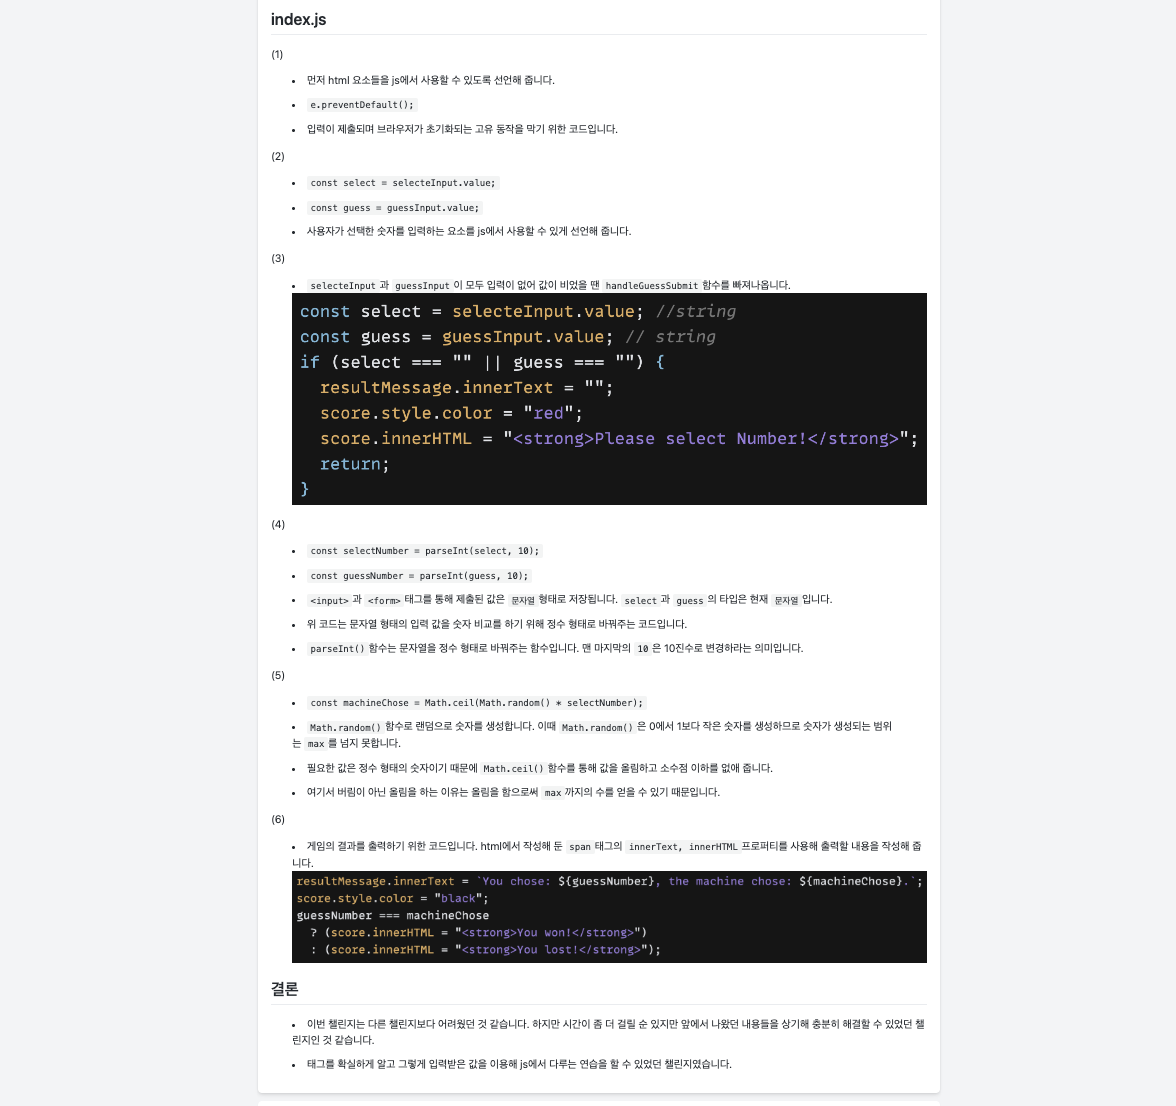 index.js
(1)
• 먼저 html 요소들을 js에서 사용할 수 있도록 선언해 줍니다.
• e.preventDefault();
• 입력이 제출되며 브라우저가 초기화되는 고유 동작을 막기 위한 코드입니다.
(2)
• const select = selecteInput.value;
• const guess = guessInput.value;
• 사용자가 선택한 숫자를 입력하는 요소를 js에서 사용할 수 있게 선언해 줍니다.
(3)
• selecteInput 과 guessInput 이 모두 입력이 없어 값이 비었을 땐 handleGuessSubmit 함수를 빠져나옵니다.
const select = selecteInput.value; //string
const guess = guessInput.value; // string
if (select === "" || guess === "") {
resultMessage.innerText = "";
score.style.color = "red";
score.innerHTML = "<strong>Please select Number!</strong>";
return;
}
(4)
• const selectNumber = parseInt(select, 10);
• const guessNumber = parseInt(guess, 10);
• <input> 과 <form> 태그를 통해 제출된 값은 문자열 형태로 저장됩니다. select 과 guess 의 타입은 현재 문자열 입니다.
• 위 코드는 문자열 형태의 입력 값을 숫자 비교를 하기 위해 정수 형태로 바꿔주는 코드입니다.
• parseInt() 함수는 문자열을 정수 형태로 바꿔주는 함수입니다. 맨 마지막의 10 은 10진수로 변경하라는 의미입니다.
(5)
• const machineChose = Math.ceil(Math.random() * selectNumber);
• Math.random() 함수로 랜덤으로 숫자를 생성합니다. 이때 Math.random() 은 0에서 1보다 작은 숫자를 생성하므로 숫자가 생성되는 범위
는 max 를 넘지 못합니다.
• 필요한 값은 정수 형태의 숫자이기 때문에 Math.ceil() 함수를 통해 값을 올림하고 소수점 이하를 없애 줍니다.
• 여기서 버림이 아닌 올림을 하는 이유는 올림을 함으로써 max 까지의 수를 얻을 수 있기 때문입니다.
(6)
• 게임의 결과를 출력하기 위한 코드입니다. html에서 작성해 둔 span 태그의 innerText, innerHTML 프로퍼티를 사용해 출력할 내용을 작성해 줍
니다.
resultMessage.innerText = `You chose: ${guessNumber}, the machine chose: ${machineChose}.`;
score.style.color = "black";
guessNumber === machineChose
? (score.innerHTML = "<strong>You won!</strong>")
: (score.innerHTML = "<strong>You lost!</strong>");
결론
• 이번 챌린지는 다른 챌린지보다 어려웠던 것 같습니다. 하지만 시간이 좀 더 걸릴 순 있지만 앞에서 나왔던 내용들을 상기해 충분히 해결할 수 있었던 챌
린지인 것 같습니다.
• 태그를 확실하게 알고 그렇게 입력받은 값을 이용해 js에서 다루는 연습을 할 수 있었던 챌린지였습니다.